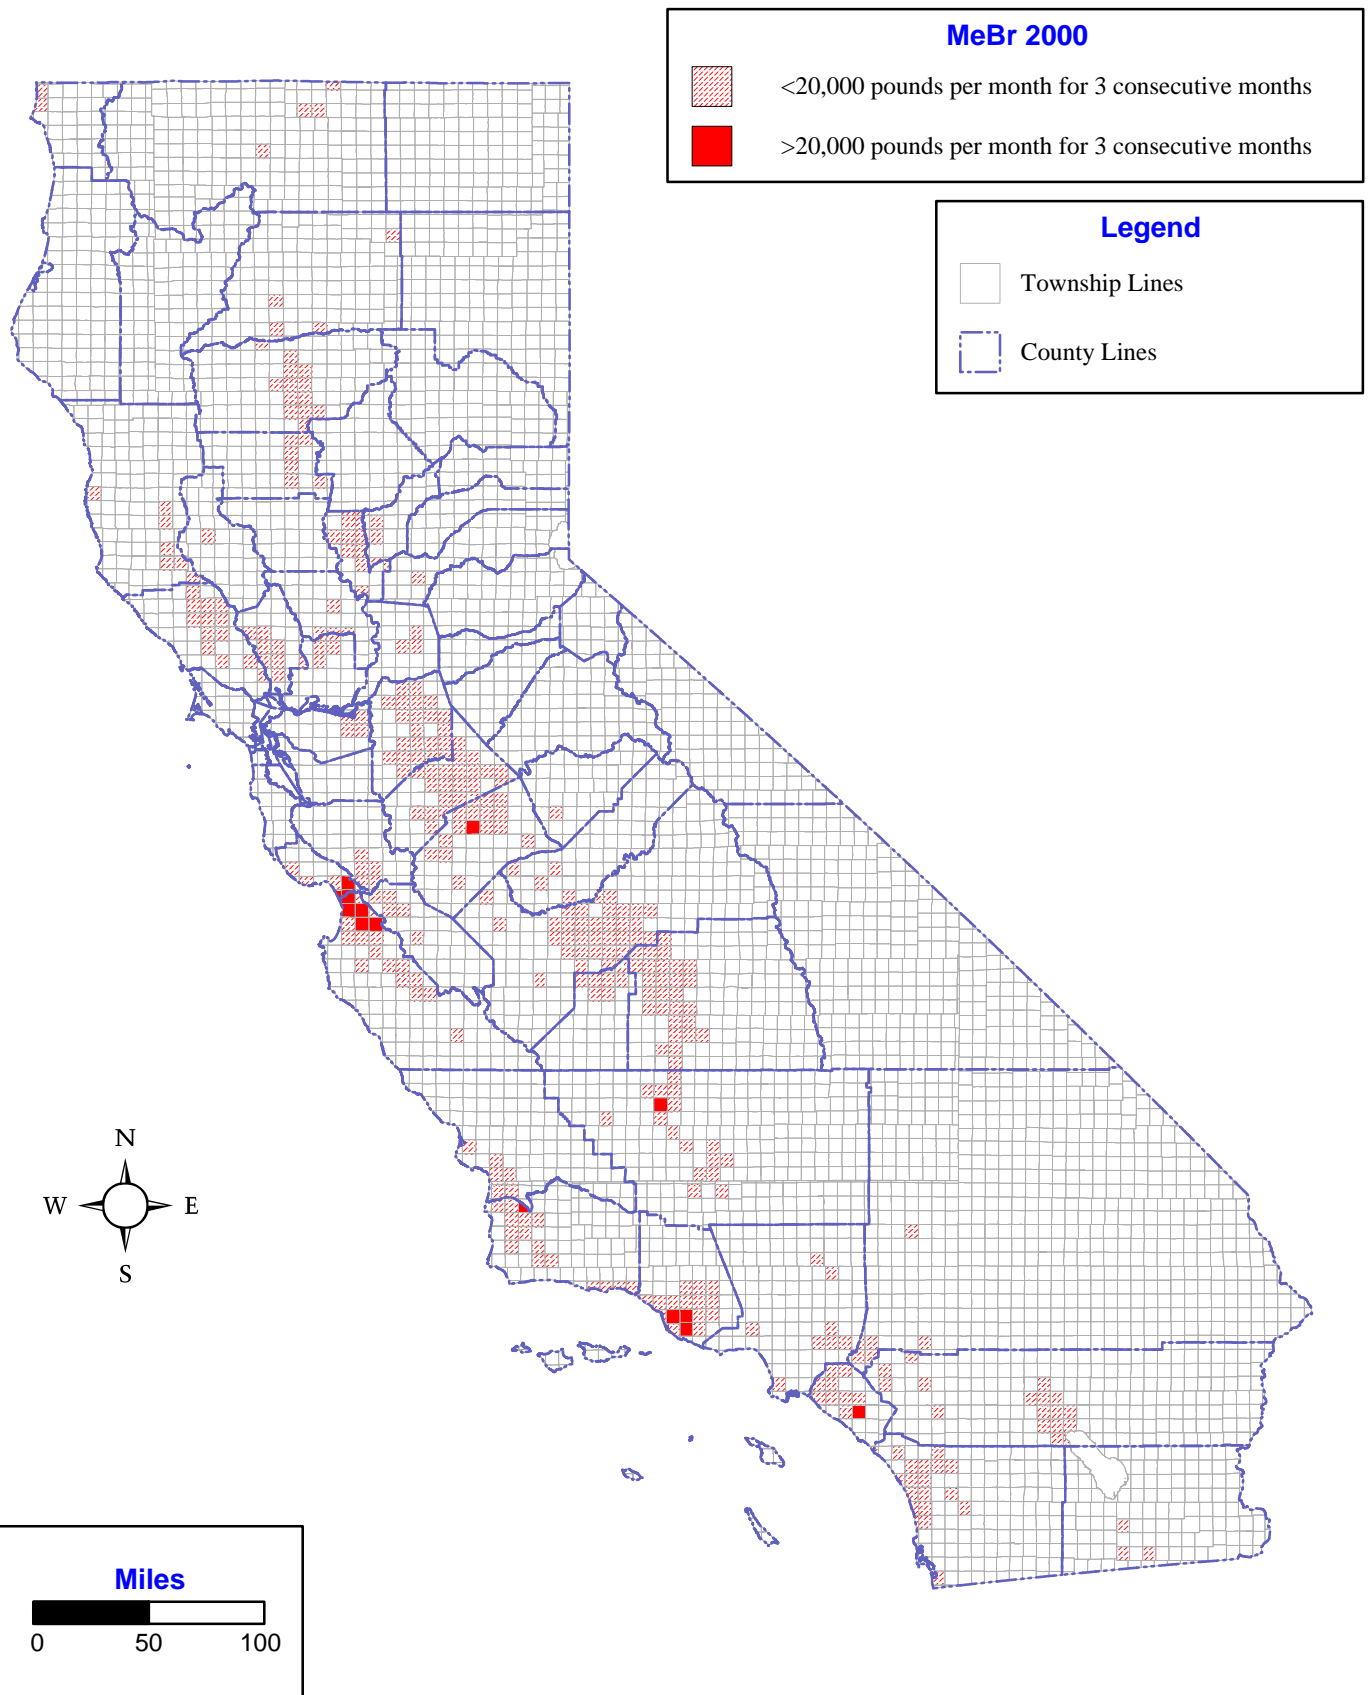 MeBr 2000
<20,000 pounds per month for 3 consecutive months
>20,000 pounds per month for 3 consecutive months
Legend
Township Lines
County Lines
N
W E
S
Miles
0 50 100